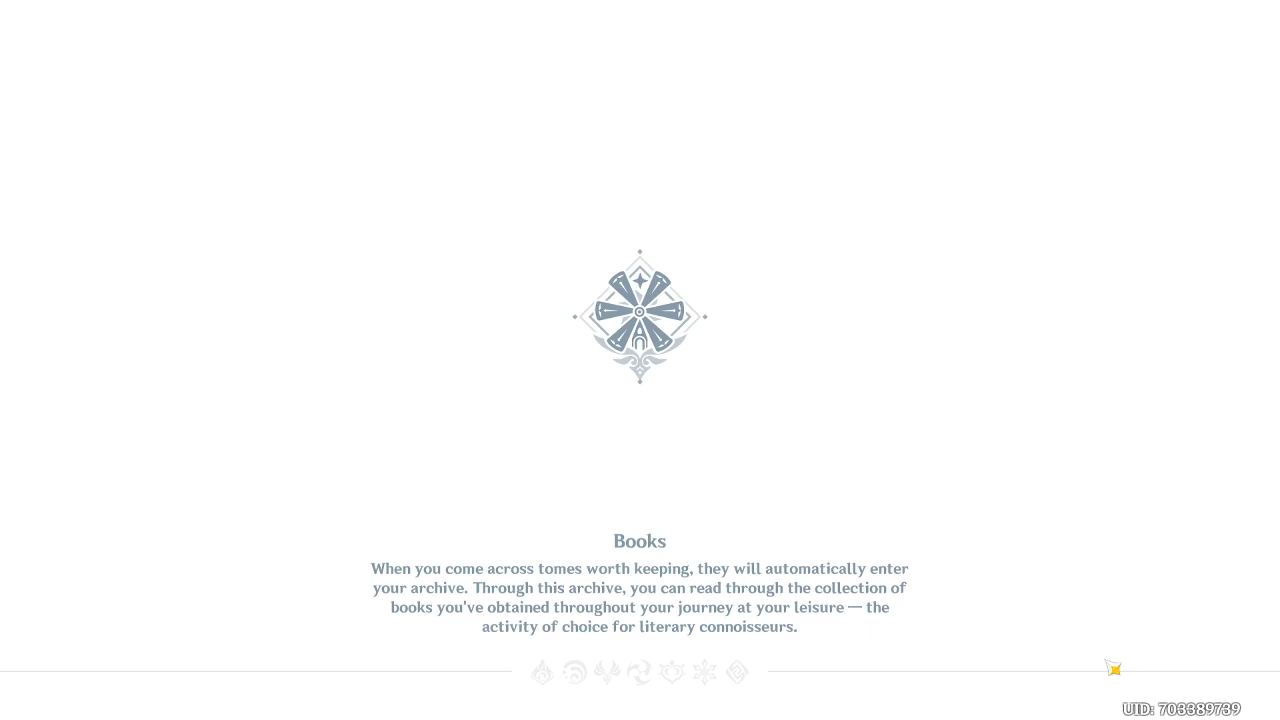 Books
When you come across tomes worth keeping, they will automatically enter
your archive. Through this archive, you can read through the collection of
books you've obtained throughout your journey at your leisure — the
activity of choice for literary connoisseurs.
UID: 703389739